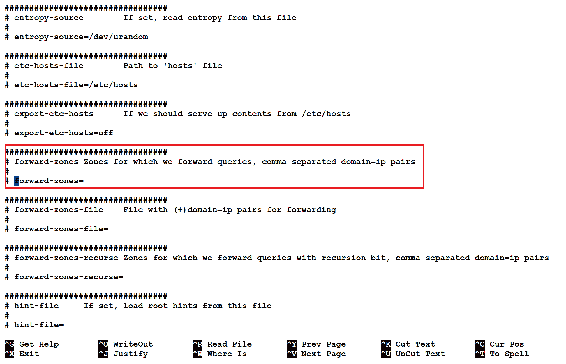 #################################
# entropy-source        If set, read entropy from this file
#
# entropy-source=/dev/urandom
#################################
# etc-hosts-file        Path to 'hosts' file
#
# etc-hosts-file=/etc/hosts
#################################
# export-etc-hosts      If we should serve up contents from /etc/hosts
#
# export-etc-hosts=off
#################################
# forward-zones Zones for which we forward queries, comma separated domain=ip pairs
#
# forward-zones=
#################################
# forward-zones-file    File with (+)domain=ip pairs for forwarding
#
# forward-zones-file=
#################################
# forward-zones-recurse Zones for which we forward queries with recursion bit, comma separated domain=ip pairs
#
# forward-zones-recurse=
#################################
# hint-file     If set, load root hints from this file
#
# hint-file=
^G Get Help  ^O WriteOut  ^R Read File  ^Y Prev Page  ^K Cut Text  ^C Cur Pos
^X Exit  ^J Justify  ^W Where Is  ^V Next Page  ^U UnCut Text  ^T To Spell